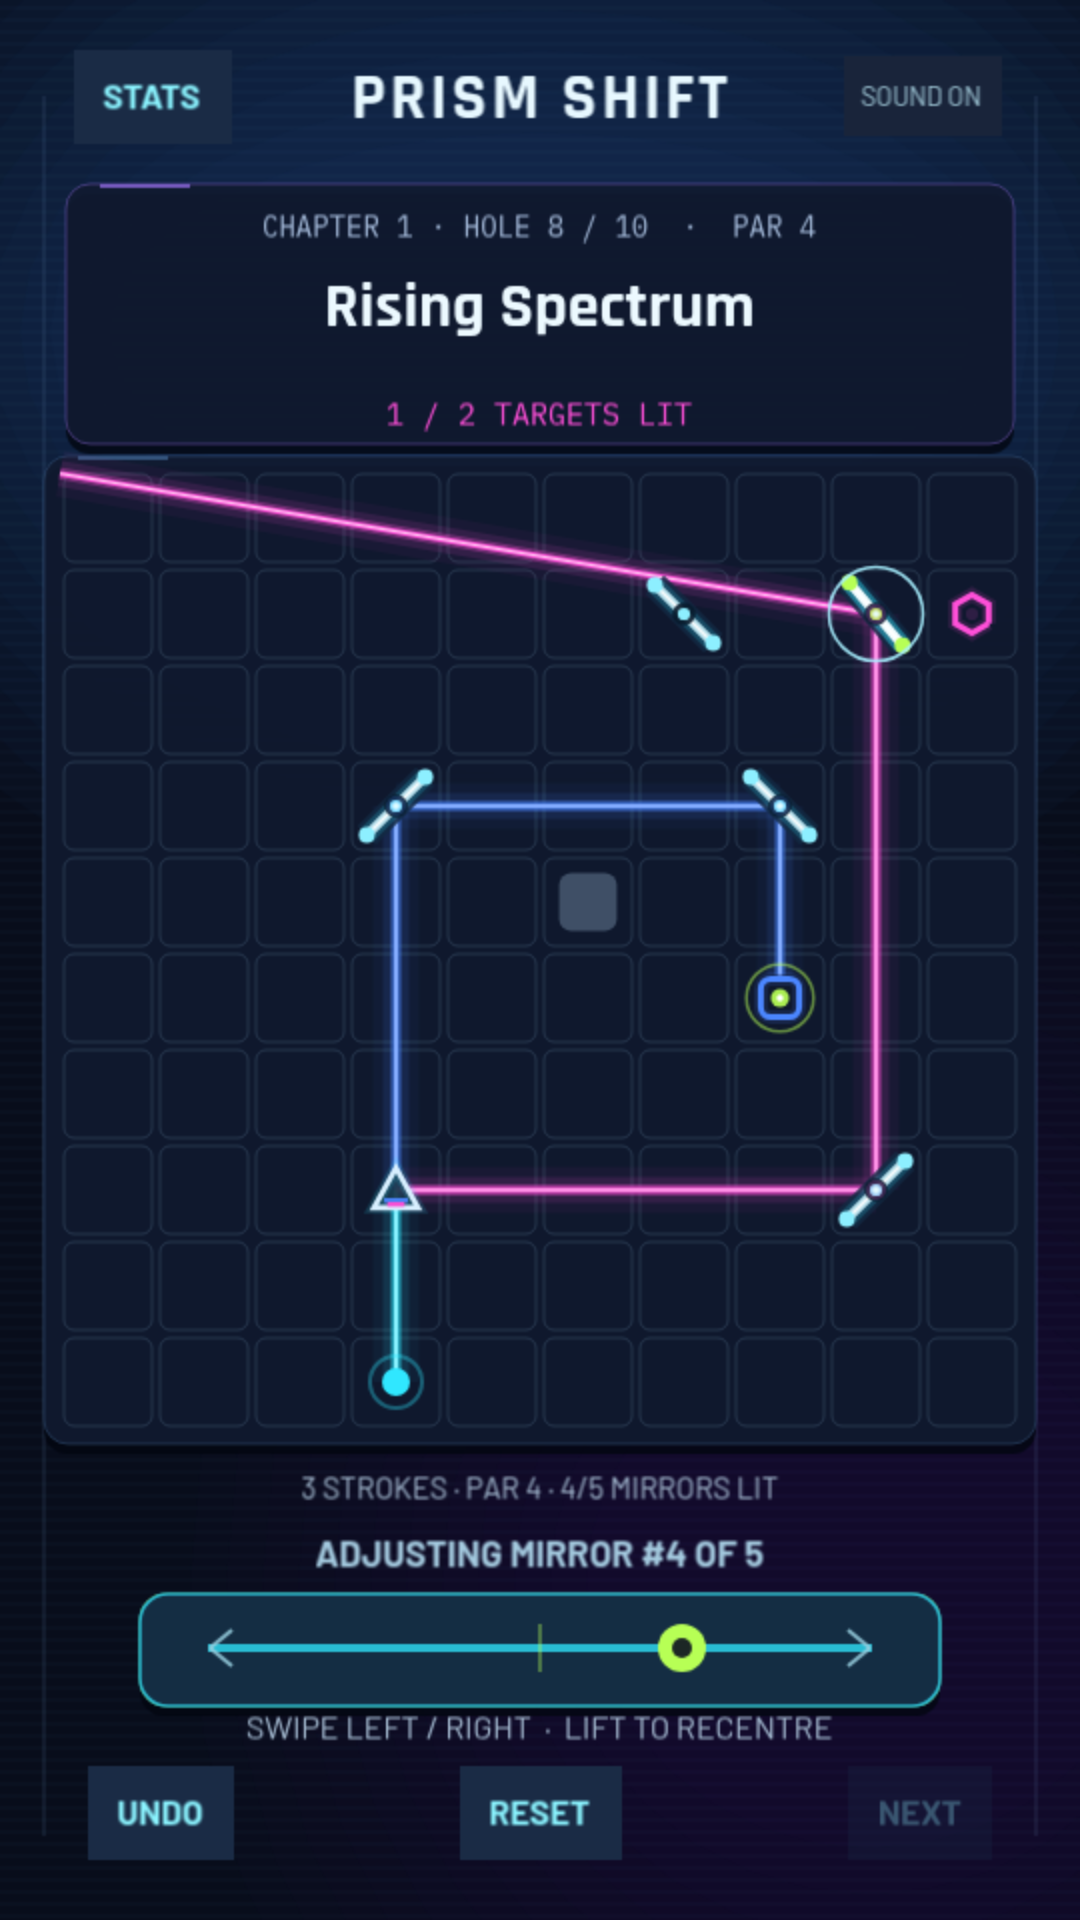 STATS
PRISM SHIFT
SOUND ON
CHAPTER 1 · HOLE 8 / 10 · PAR 4
Rising Spectrum
1 / 2 TARGETS LIT
3 STROKES · PAR 4 · 4/5 MIRRORS LIT
ADJUSTING MIRROR #4 OF 5
SWIPE LEFT / RIGHT · LIFT TO RECENTRE
UNDO
RESET
NEXT